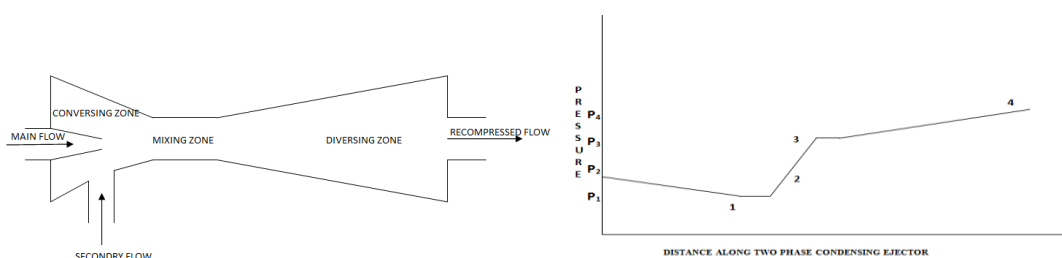 CONVERSING ZONE
MAIN FLOW
MIXING ZONE
DIVERSING ZONE
RECOMPRESSED FLOW
SECONDRY FLOW
PRESSURE
P4
P3
P2
P1
1
2
3
4
DISTANCE ALONG TWO PHASE CONDENSING EJECTOR